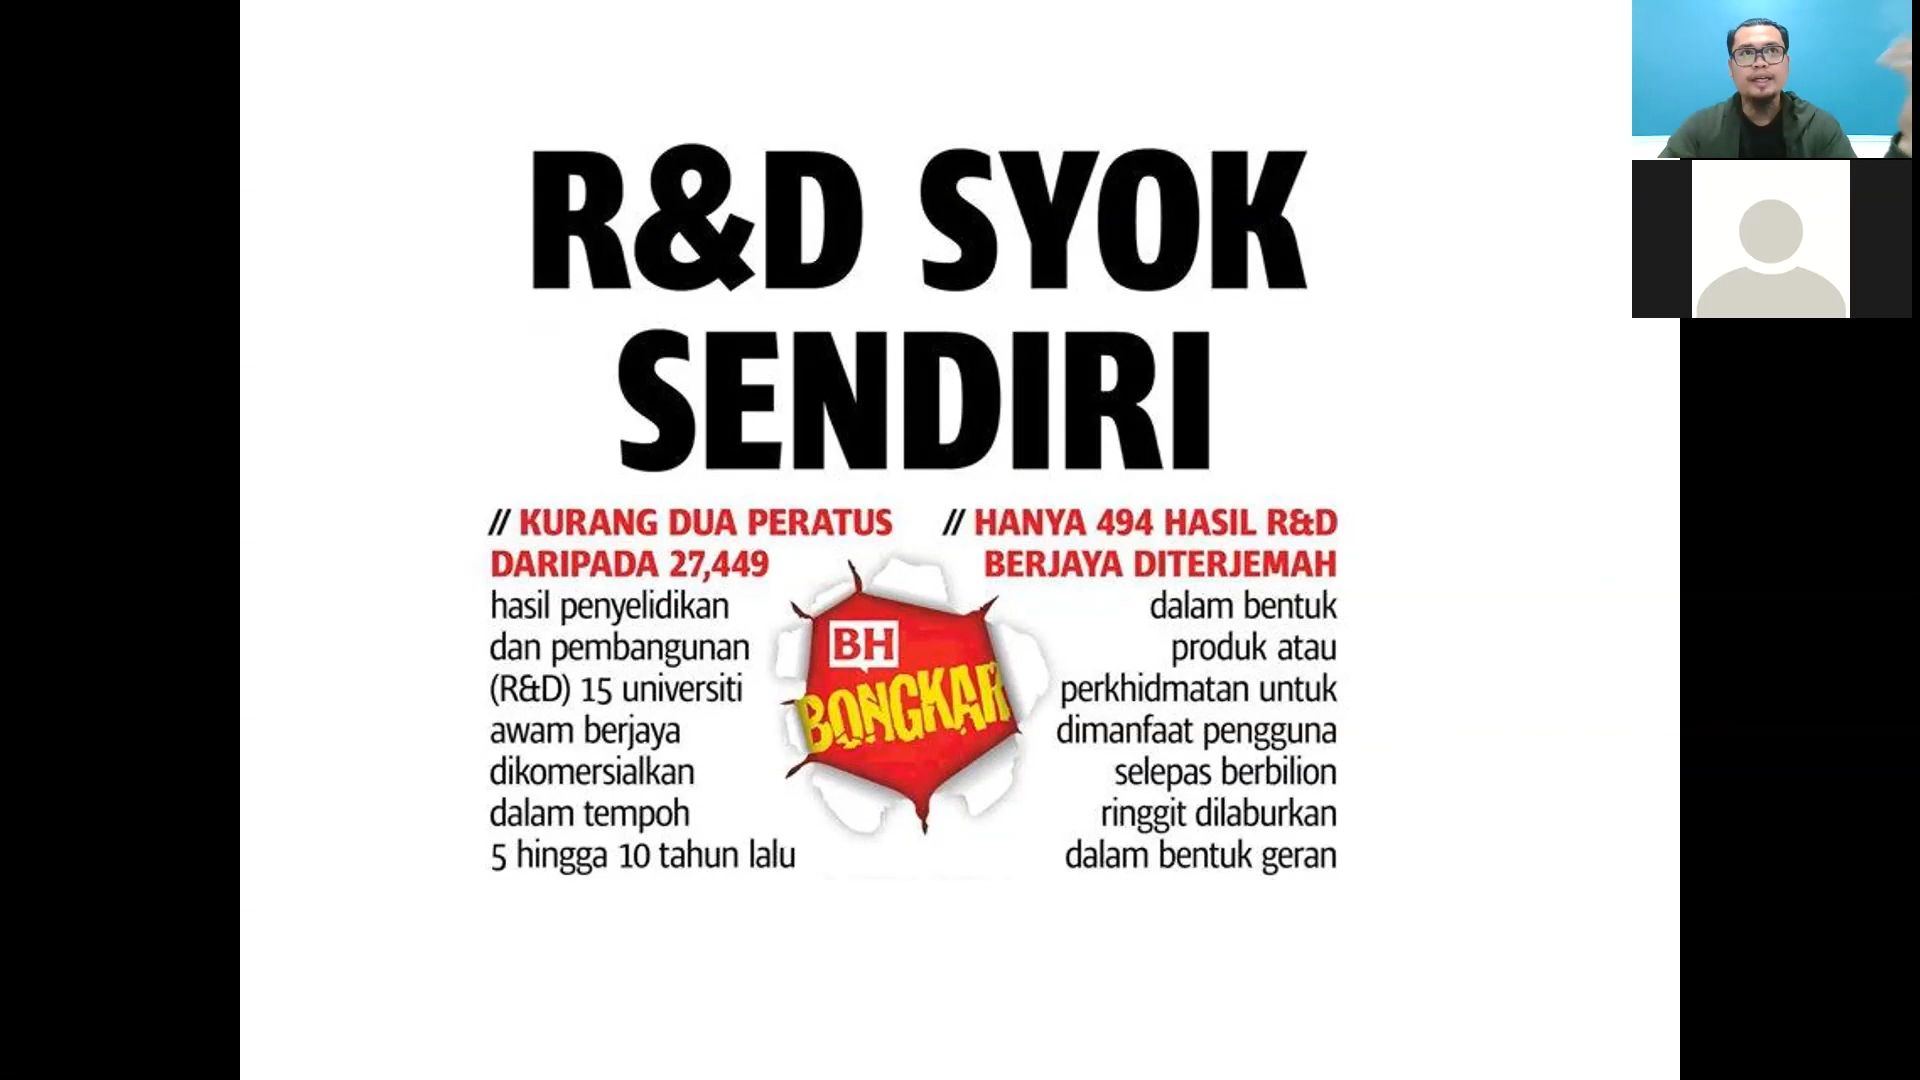 R&D SYOK
SENDIRI
// KURANG DUA PERATUS
DARIPADA 27,449
hasil penyelidikan
dan pembangunan
(R&D) 15 universiti
awam berjaya
dikomersialkan
dalam tempoh
5 hingga 10 tahun lalu
BH
BONGKAR
// HANYA 494 HASIL R&D
BERJAYA DITERJEMAH
dalam bentuk
produk atau
perkhidmatan untuk
dimanfaat pengguna
selepas berbilion
ringgit dilaburkan
dalam bentuk geran